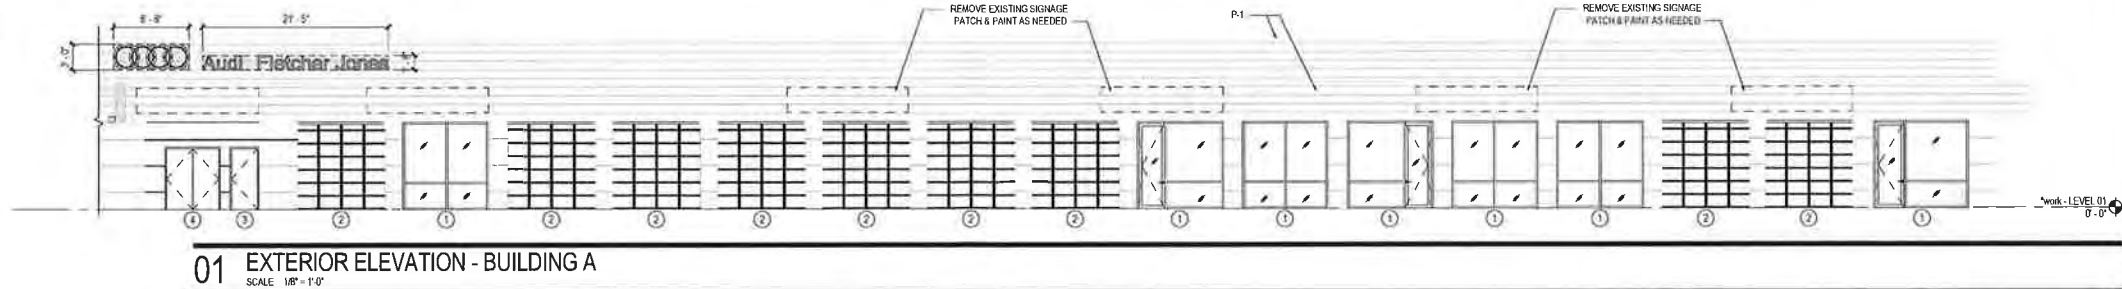 8' - 8"
21' - 5"
REMOVE EXISTING SIGNAGE
PATCH & PAINT AS NEEDED
P-1
REMOVE EXISTING SIGNAGE
PATCH & PAINT AS NEEDED
3' - 0"
Audi Fletcher Jones
4
3
2
1
2
2
2
2
2
2
1
1
1
1
1
2
2
1
*work - LEVEL 01
0' - 0"
01 EXTERIOR ELEVATION - BUILDING A
SCALE 1/8" = 1'-0"